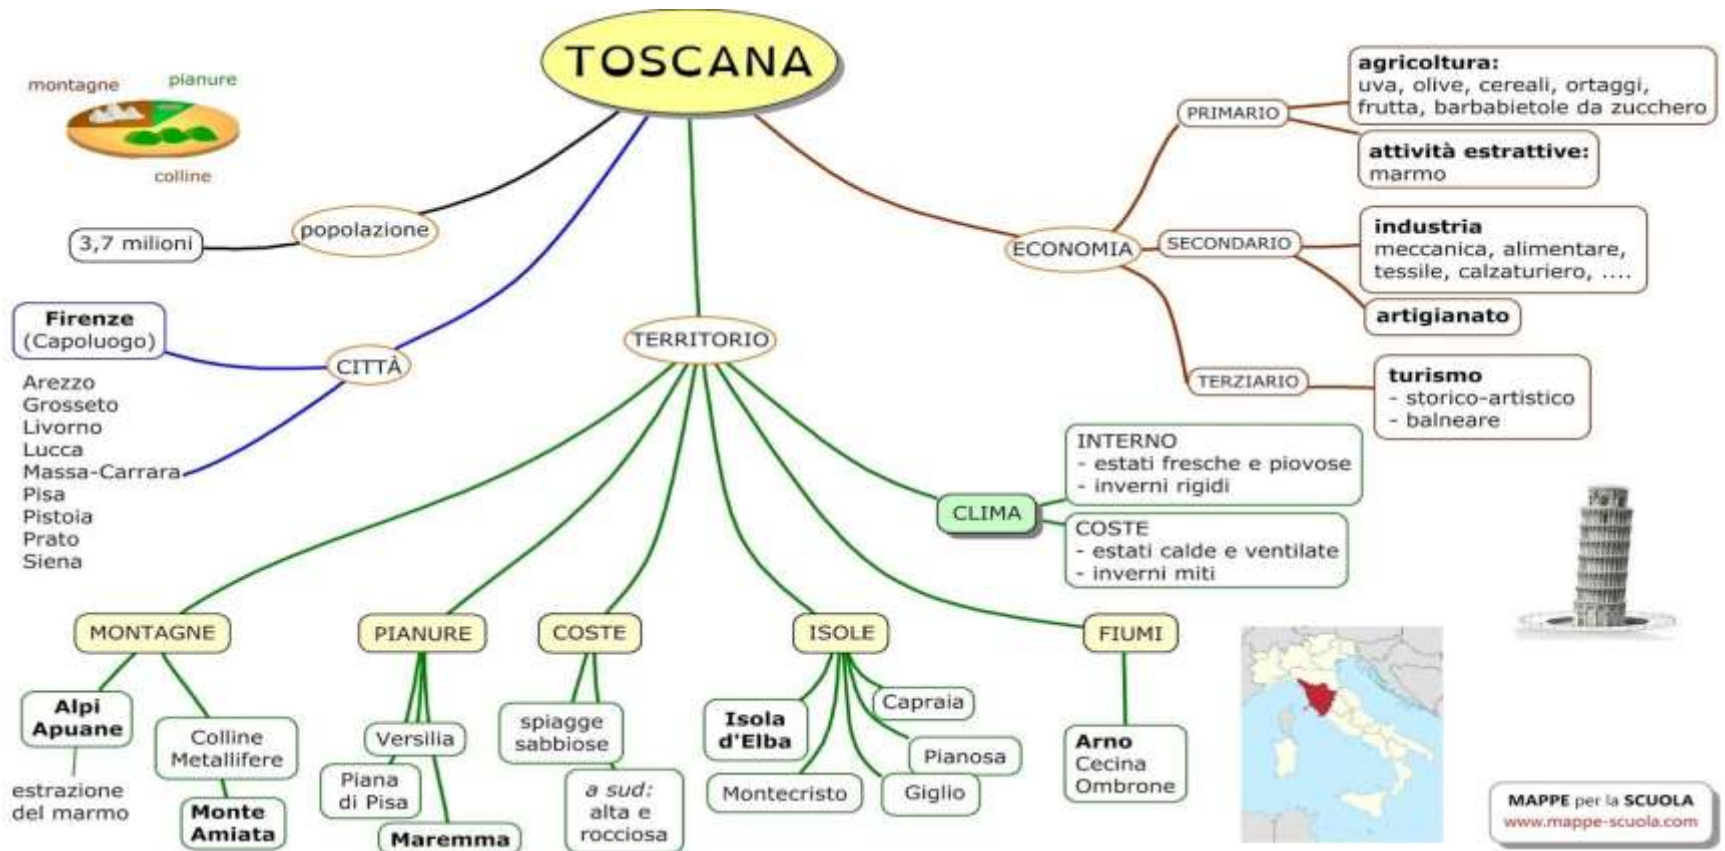 TOSCANA
montagne
pianure
colline
popolazione
3,7 milioni
CITTÀ
Firenze
(Capoluogo)
Arezzo
Grosseto
Livorno
Lucca
Massa-Carrara
Pisa
Pistoia
Prato
Siena
ECONOMIA
PRIMARIO
agricoltura:
uva, olive, cereali, ortaggi,
frutta, barbabietole da zucchero
attività estrattive:
marmo
SECONDARIO
industria
meccanica, alimentare,
tessile, calzaturiero, ....
artigianato
TERZIARIO
turismo
- storico-artistico
- balneare
TERRITORIO
CLIMA
INTERNO
- estati fresche e piovose
- inverni rigidi
COSTE
- estati calde e ventilate
- inverni miti
MONTAGNE
Alpi
Apuane
estrazione
del marmo
Colline
Metallifere
Monte
Amiata
PIANURE
Versilia
Piana
di Pisa
Maremma
COSTE
spiagge
sabbiose
a sud:
alta e
rocciosa
ISOLE
Isola
d'Elba
Montecristo
Capraia
Pianosa
Giglio
FIUMI
Arno
Cecina
Ombrone
MAPPE per la SCUOLA
www.mappe-scuola.com